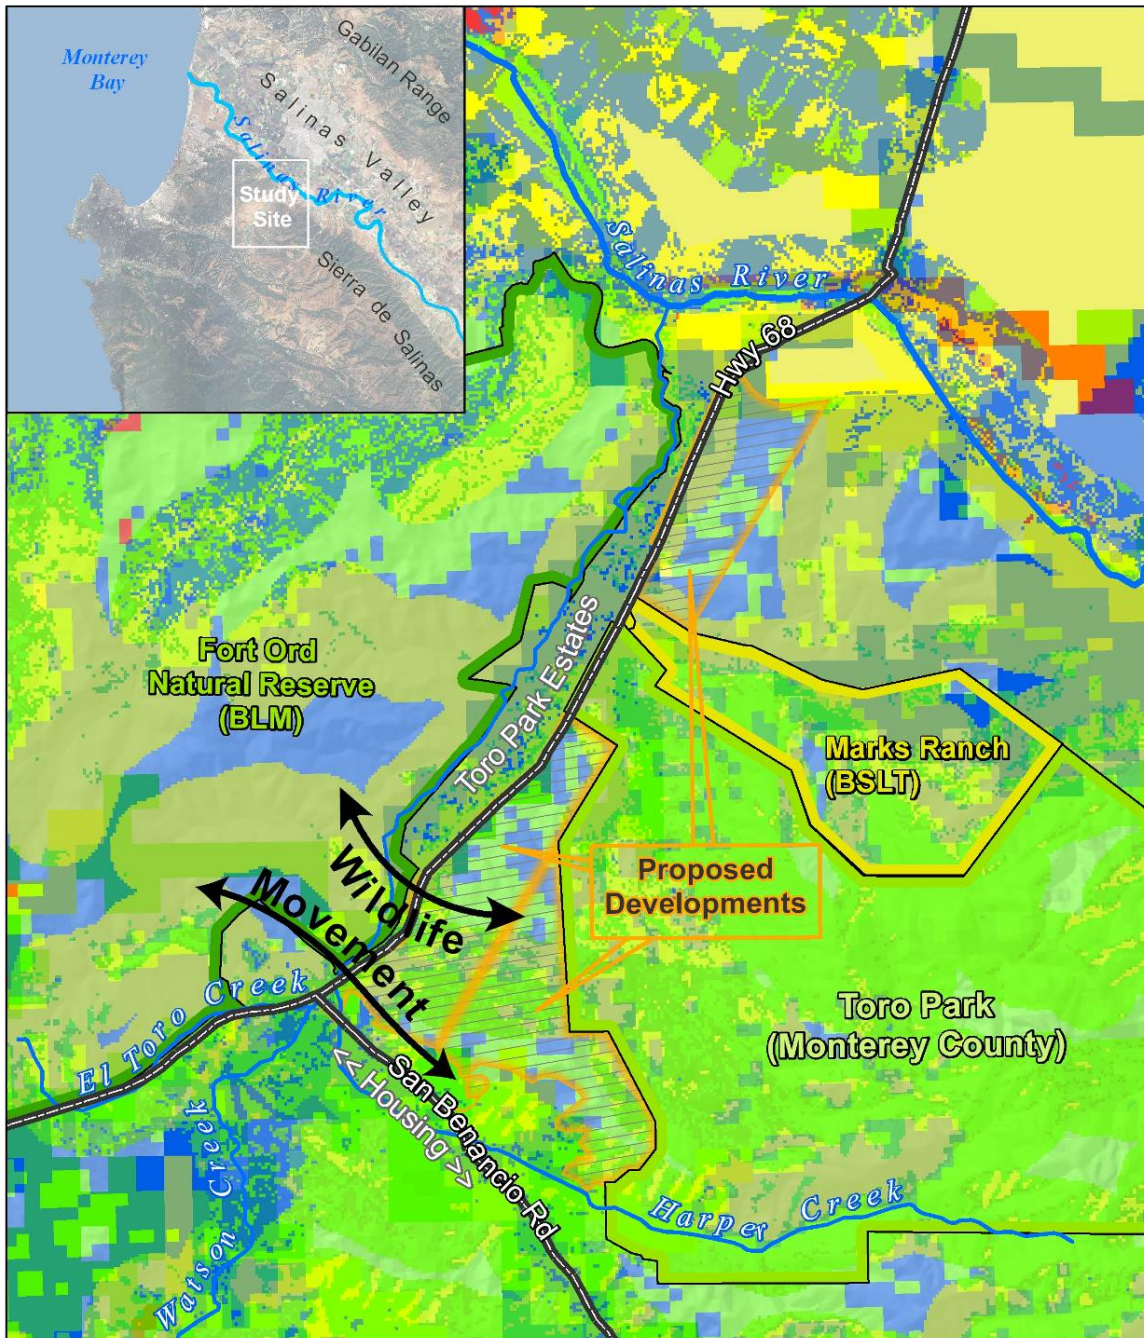 Monterey
Bay
Gabilan Range
Salinas Valley
Salinas River
Study
Site
Sierra de Salinas
Salinas River
Hwy 68
Fort Ord
Natural Reserve
(BLM)
Toro Park Estates
Marks Ranch
(BSLT)
Proposed
Developments
Wildlife
Movement
Toro Park
(Monterey County)
El Toro Creek
San Benancio Rd
<< Housing >>
Watson Creek
Harper Creek